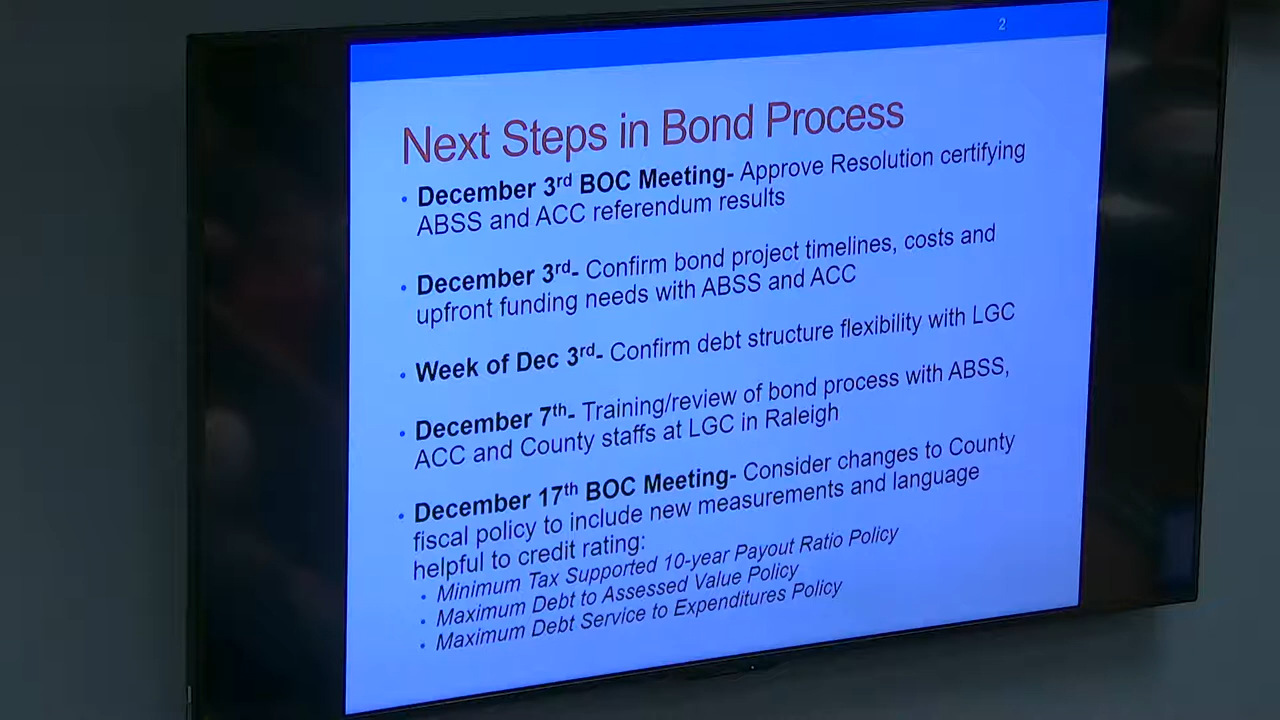 2
Next Steps in Bond Process
• December 3rd BOC Meeting- Approve Resolution certifying
ABSS and ACC referendum results
• December 3rd- Confirm bond project timelines, costs and
upfront funding needs with ABSS and ACC
• Week of Dec 3rd- Confirm debt structure flexibility with LGC
• December 7th- Training/review of bond process with ABSS,
ACC and County staffs at LGC in Raleigh
• December 17th BOC Meeting- Consider changes to County
fiscal policy to include new measurements and language
helpful to credit rating:
• Minimum Tax Supported 10-year Payout Ratio Policy
• Maximum Debt to Assessed Value Policy
• Maximum Debt Service to Expenditures Policy